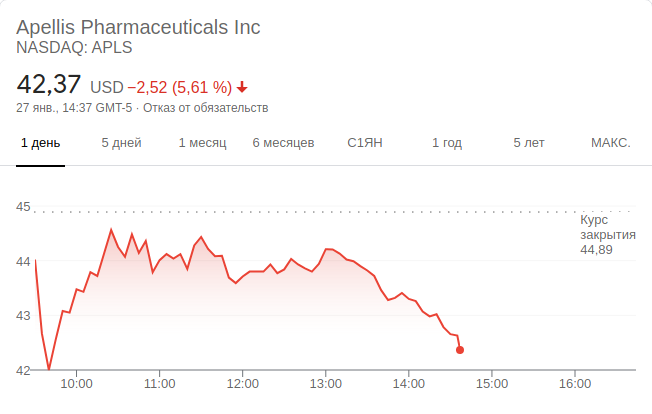 Apellis Pharmaceuticals Inc
NASDAQ: APLS
42,37 USD −2,52 (5,61 %)
27 янв., 14:37 GMT-5 · Отказ от обязательств
1 день 5 дней 1 месяц 6 месяцев С1ЯН 1 год 5 лет МАКС.
45
Курс
закрытия
44,89
44
43
42
10:00 11:00 12:00 13:00 14:00 15:00 16:00